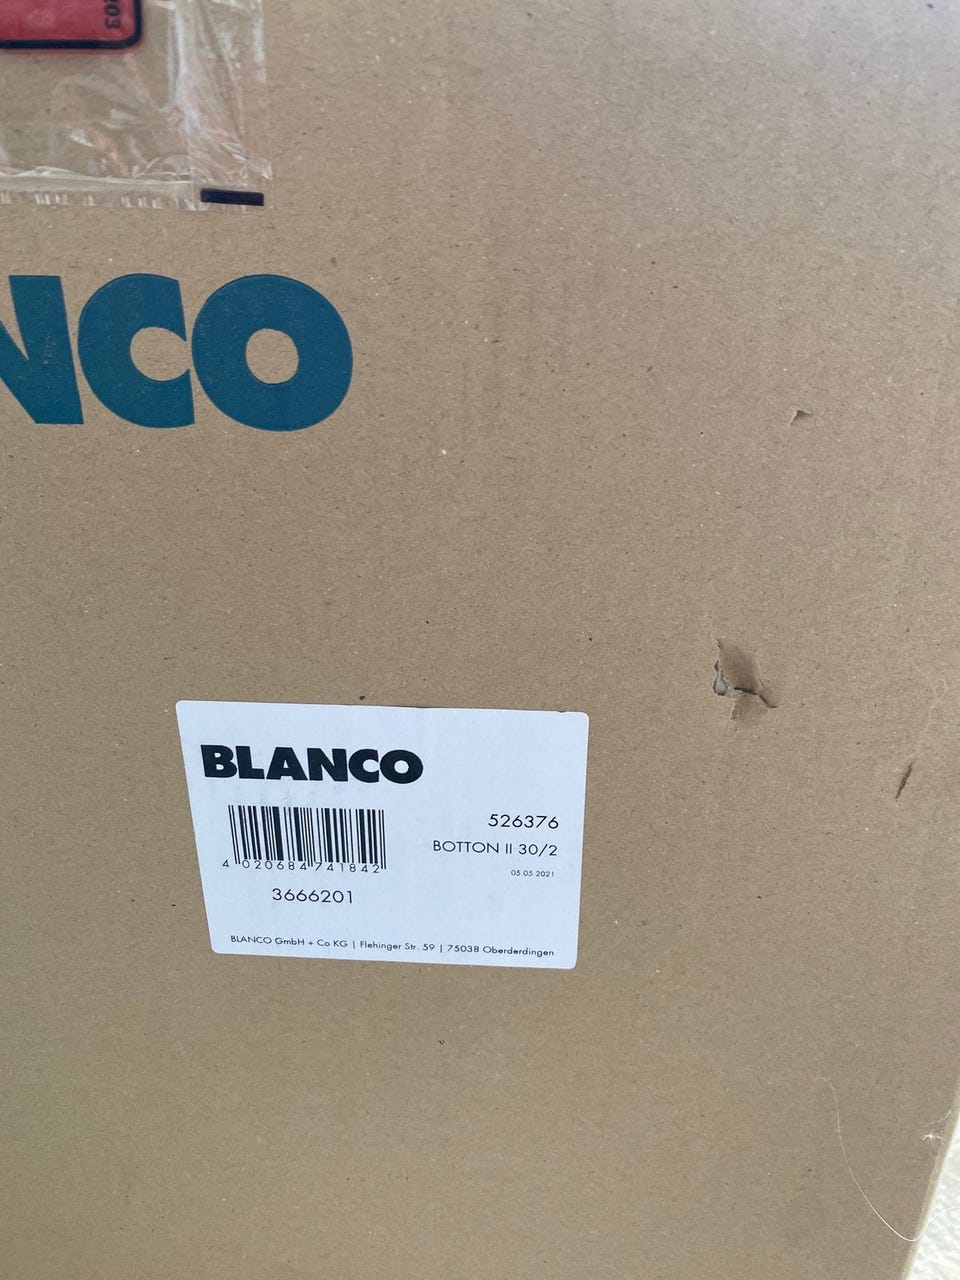 NCO
BLANCO
526376
BOTTON II 30/2
05.05.2021
4 020684 741842
3666201
BLANCO GmbH + Co KG | Flehinger Str. 59 | 75038 Oberderdingen